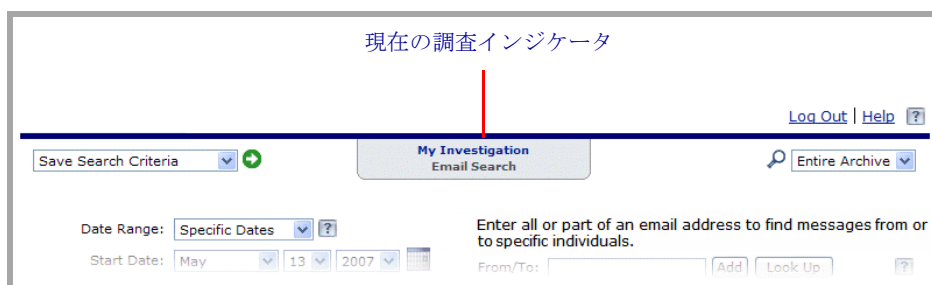 現在の調査インジケータ
Log Out | Help ?
Save Search Criteria
My Investigation
Email Search
Entire Archive
Date Range: Specific Dates ?
Enter all or part of an email address to find messages from or
to specific individuals.
Start Date: May 13 2007
From/To: Add Look Up ?